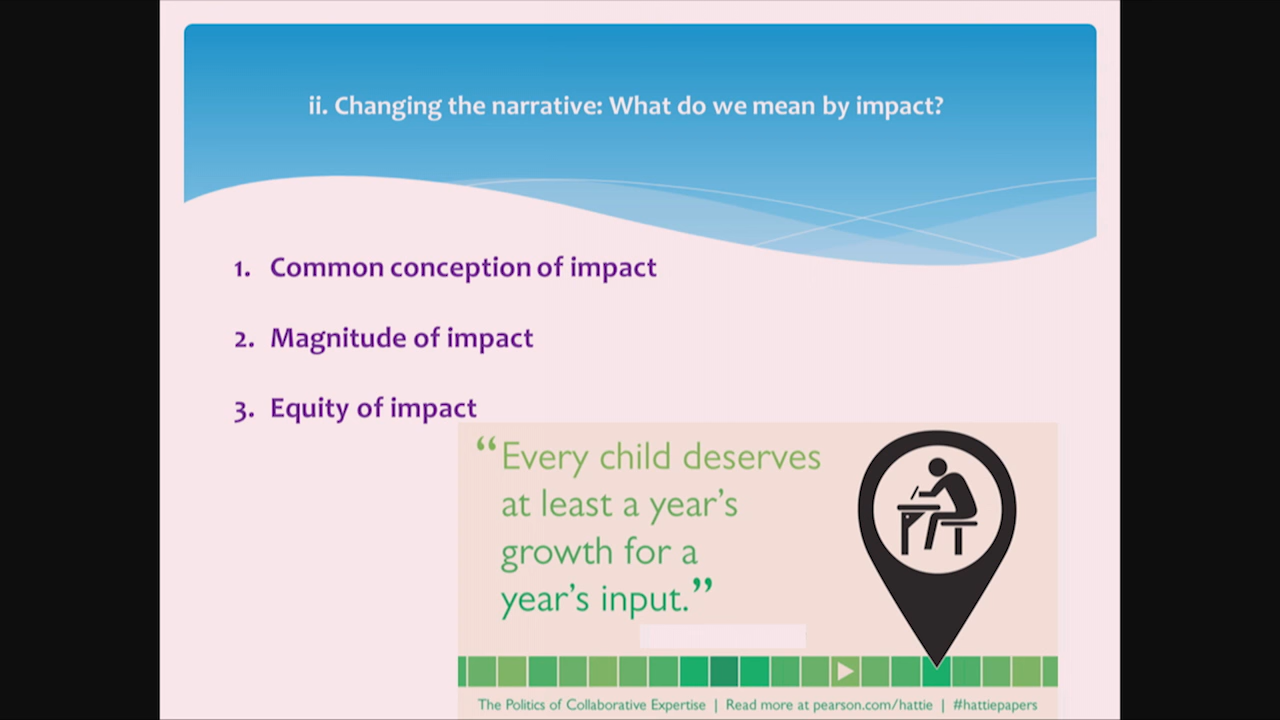 ii. Changing the narrative: What do we mean by impact?
1. Common conception of impact
2. Magnitude of impact
3. Equity of impact
“Every child deserves
at least a year’s
growth for a
year’s input.”
The Politics of Collaborative Expertise | Read more at pearson.com/hattie | #hattiepapers